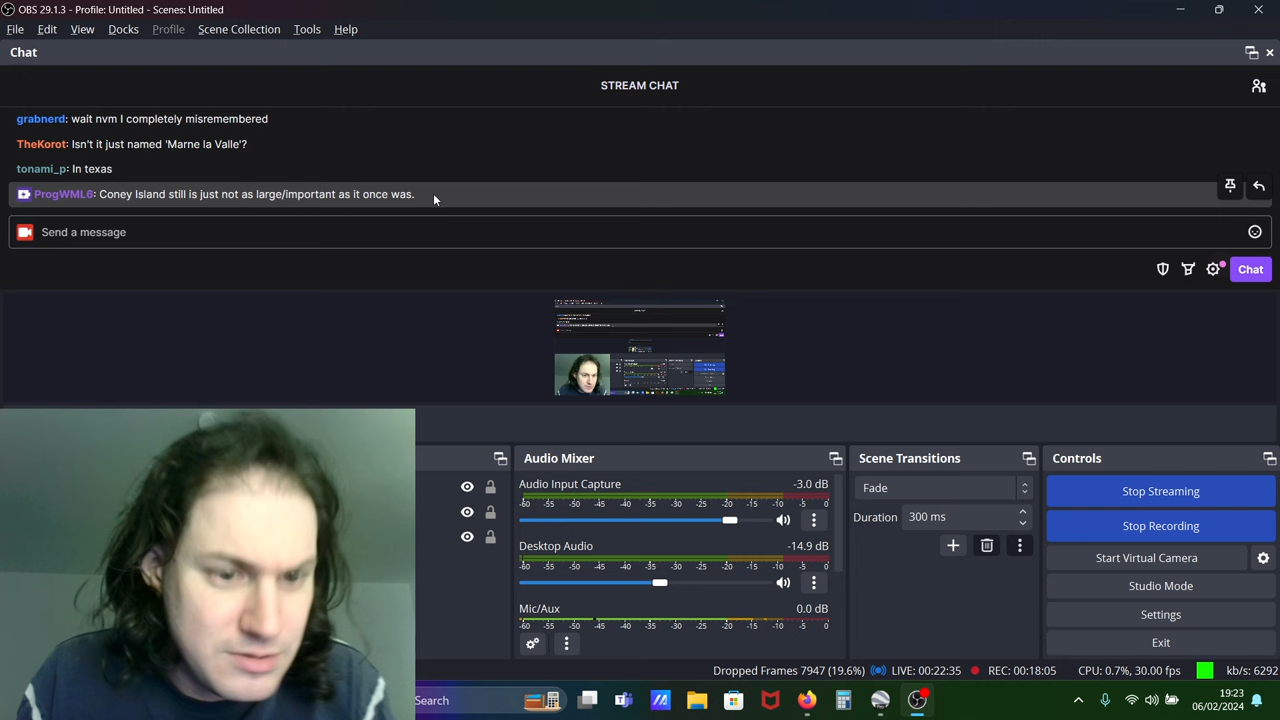 OBS 29.1.3 - Profile: Untitled - Scenes: Untitled
File Edit View Docks Profile Scene Collection Tools Help
Chat
STREAM CHAT
grabnerd: wait nvm I completely misremembered
TheKorot: Isn't it just named 'Marne la Valle'?
tonami_p: In texas
ProgWML6: Coney Island still is just not as large/important as it once was.
Send a message
Chat
Audio Mixer
Scene Transitions
Controls
Audio Input Capture -3.0 dB
-60 -55 -50 -45 -40 -35 -30 -25 -20 -15 -10 -5 0
Fade
Stop Streaming
Duration 300 ms
Stop Recording
Desktop Audio -14.9 dB
-60 -55 -50 -45 -40 -35 -30 -25 -20 -15 -10 -5 0
Start Virtual Camera
Studio Mode
Mic/Aux 0.0 dB
-60 -55 -50 -45 -40 -35 -30 -25 -20 -15 -10 -5 0
Settings
Exit
Dropped Frames 7947 (19.6%) LIVE: 00:22:35 REC: 00:18:05 CPU: 0.7%, 30.00 fps kb/s: 6292
Search
19:23
06/02/2024